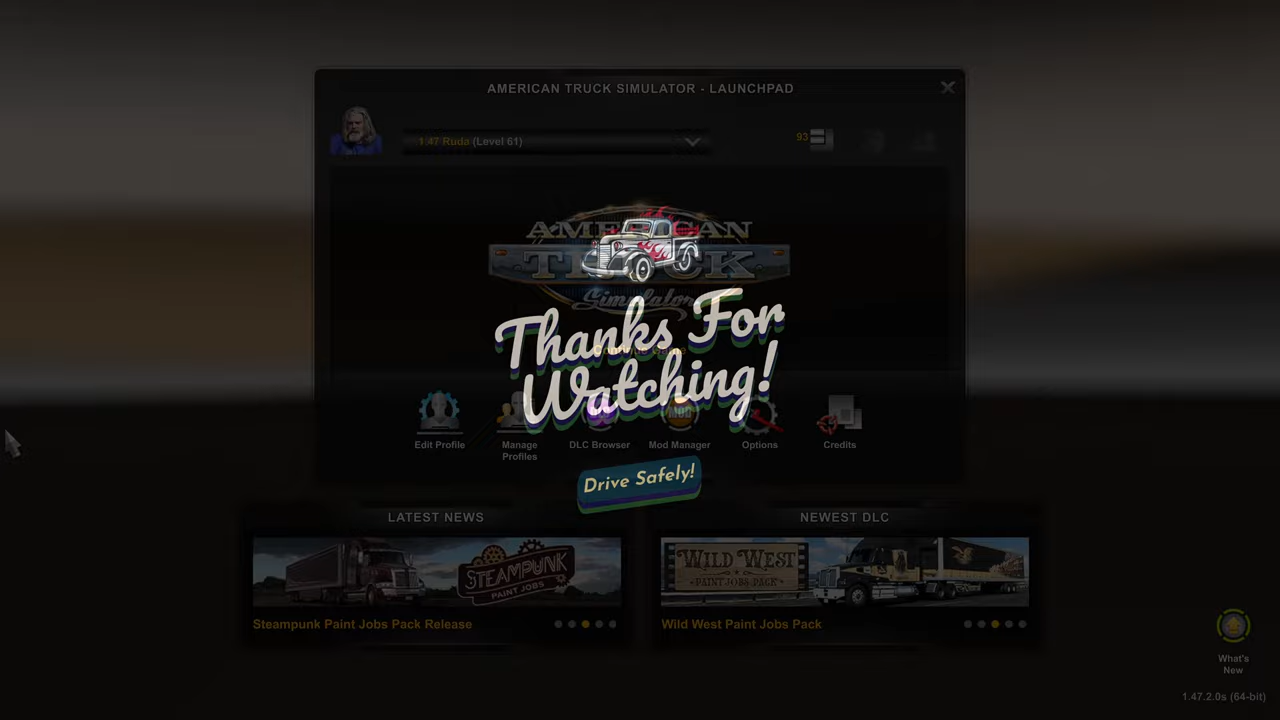 AMERICAN TRUCK SIMULATOR - LAUNCHPAD
1.47 Ruda (Level 61)
93
AMERICAN
TRUCK
Simulator
Thanks For
Watching!
Continue Game
MOD
Edit Profile
Manage
Profiles
DLC Browser
Mod Manager
Options
Credits
Drive Safely!
LATEST NEWS
NEWEST DLC
STEAMPUNK
PAINT JOBS
WILD WEST
PAINT JOBS PACK
Steampunk Paint Jobs Pack Release
Wild West Paint Jobs Pack
What's
New
1.47.2.0s (64-bit)